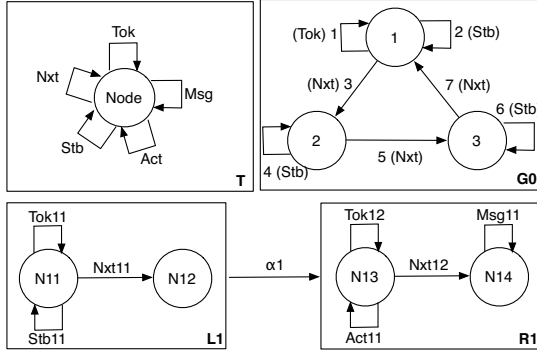 Tok
Nxt
Node
Msg
Stb
Act
T
(Tok) 1
1
2 (Stb)
(Nxt) 3
7 (Nxt)
6 (Stb
2
3
4 (Stb)
5 (Nxt)
G0
Tok11
N11
Nxt11
N12
Stb11
L1
α1
Tok12
Msg11
N13
Nxt12
N14
Act11
R1